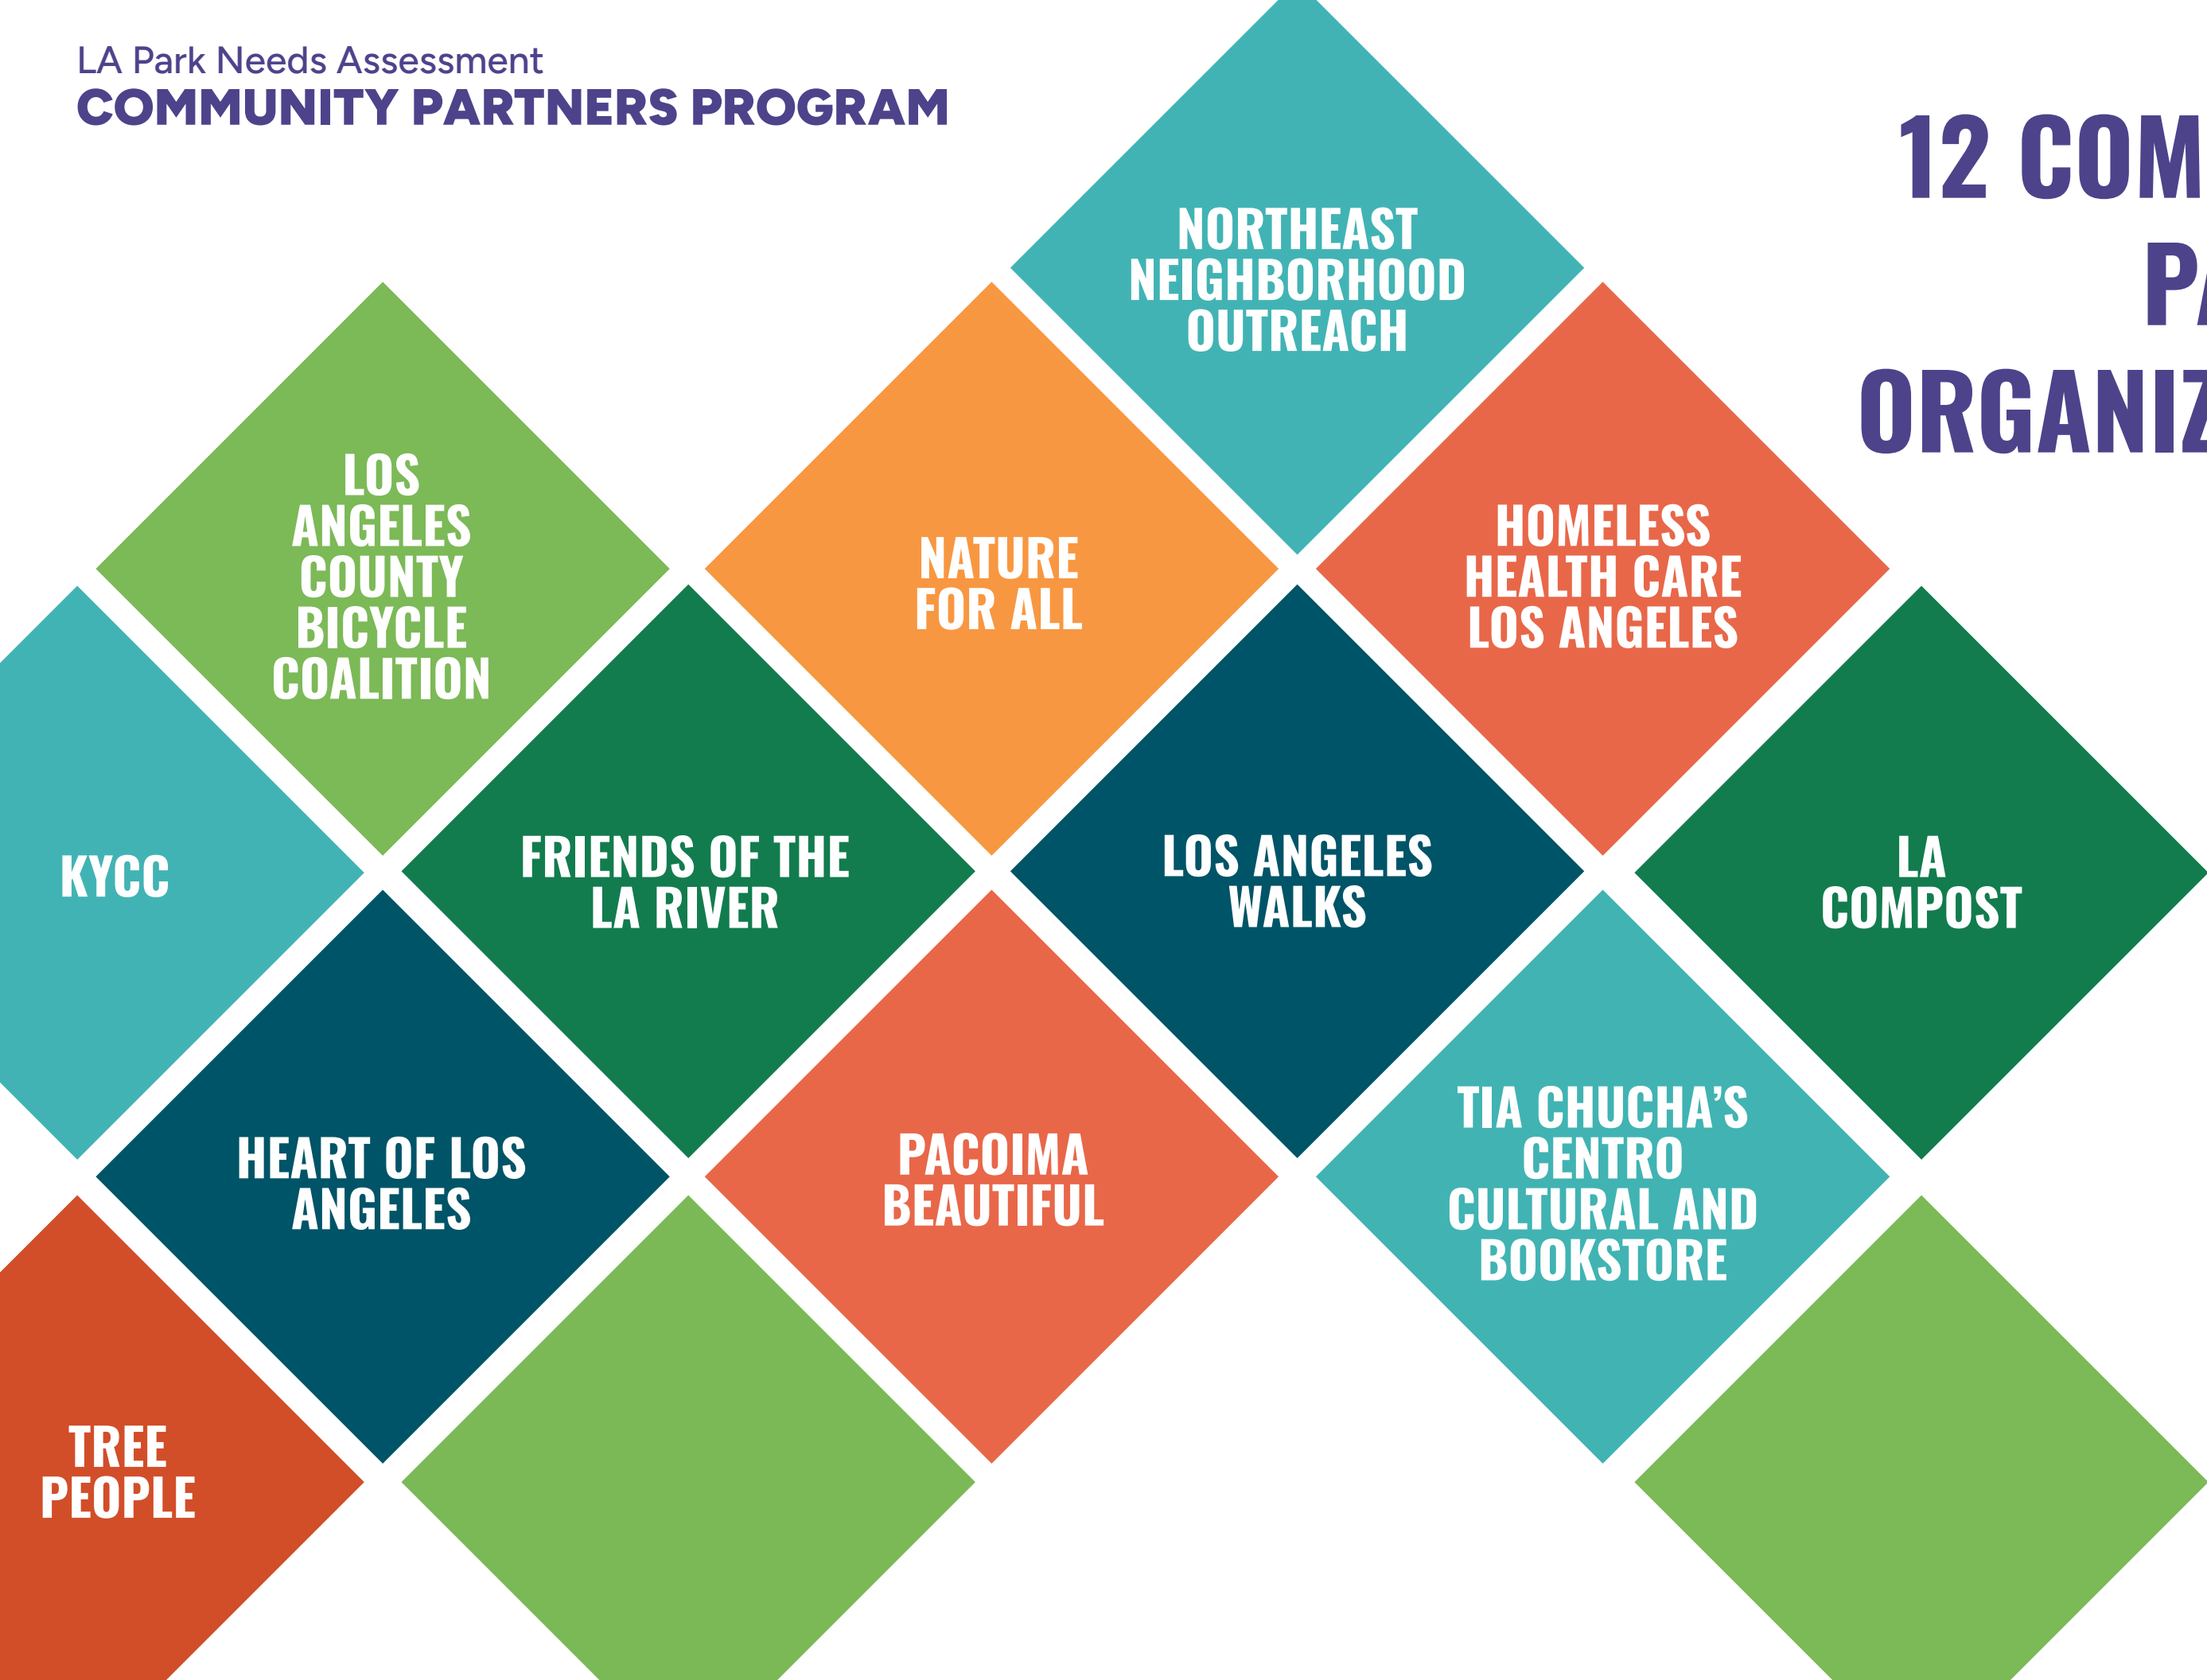 LA Park Needs Assessment
COMMUNITY PARTNERS PROGRAM
12 COM
PA
ORGANIZ
NORTHEAST
NEIGHBORHOOD
OUTREACH
LOS
ANGELES
COUNTY
BICYCLE
COALITION
NATURE
FOR ALL
HOMELESS
HEALTH CARE
LOS ANGELES
KYCC
FRIENDS OF THE
LA RIVER
LOS ANGELES
WALKS
LA
COMPOST
HEART OF LOS
ANGELES
PACOIMA
BEAUTIFUL
TIA CHUCHA’S
CENTRO
CULTURAL AND
BOOKSTORE
TREE
PEOPLE